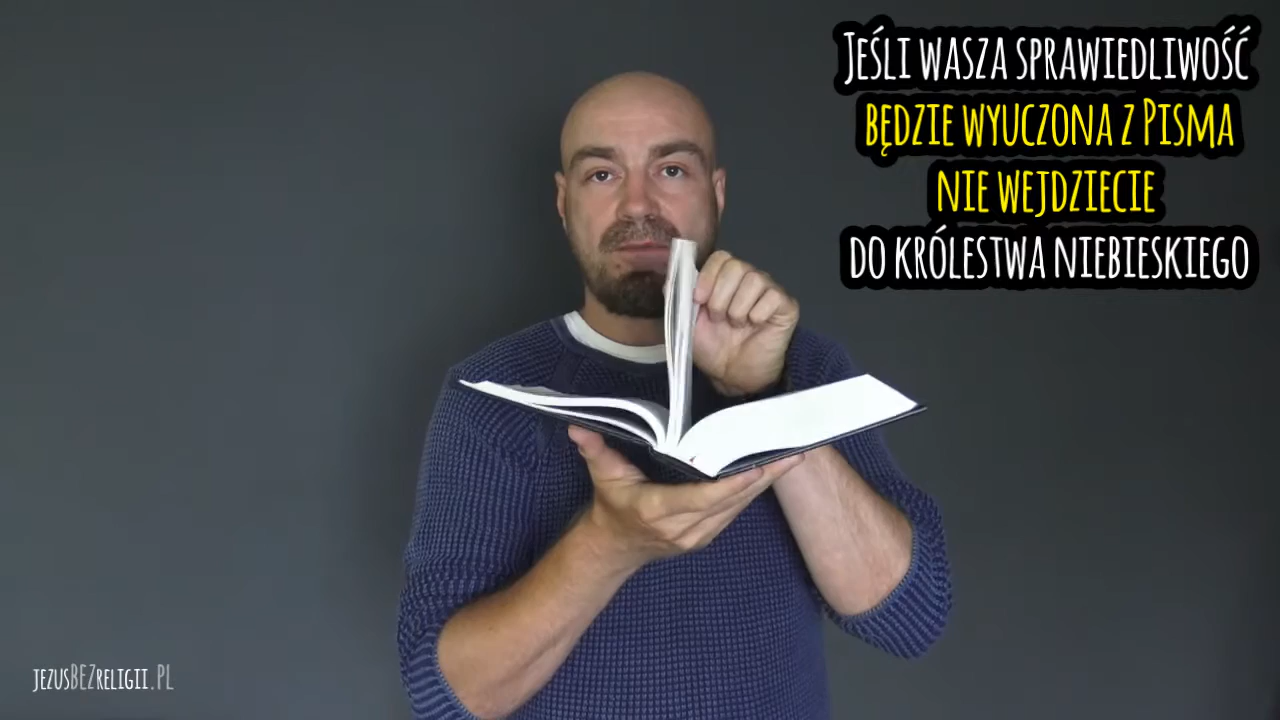 Jeśli wasza sprawiedliwość
będzie wyuczona z Pisma
nie wejdziecie
do królestwa niebieskiego
jezusBEZreligii.PL